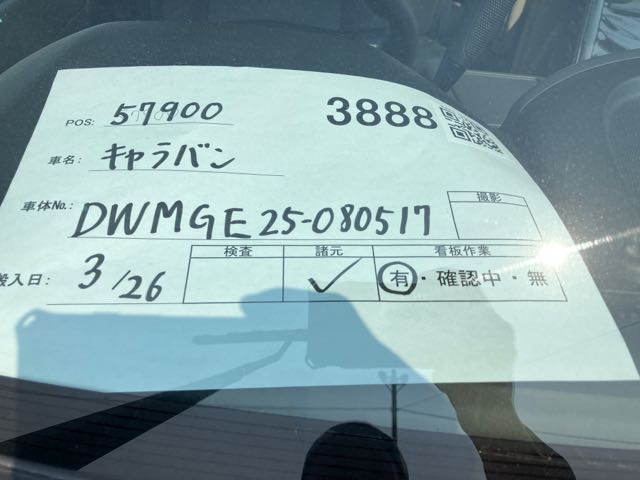 POS: 57900 3888
車名: キャラバン
車体No.: DWMGE25-080517 撮影
検査 諸元 看板作業
搬入日: 3/26 ✓ 有・確認中・無